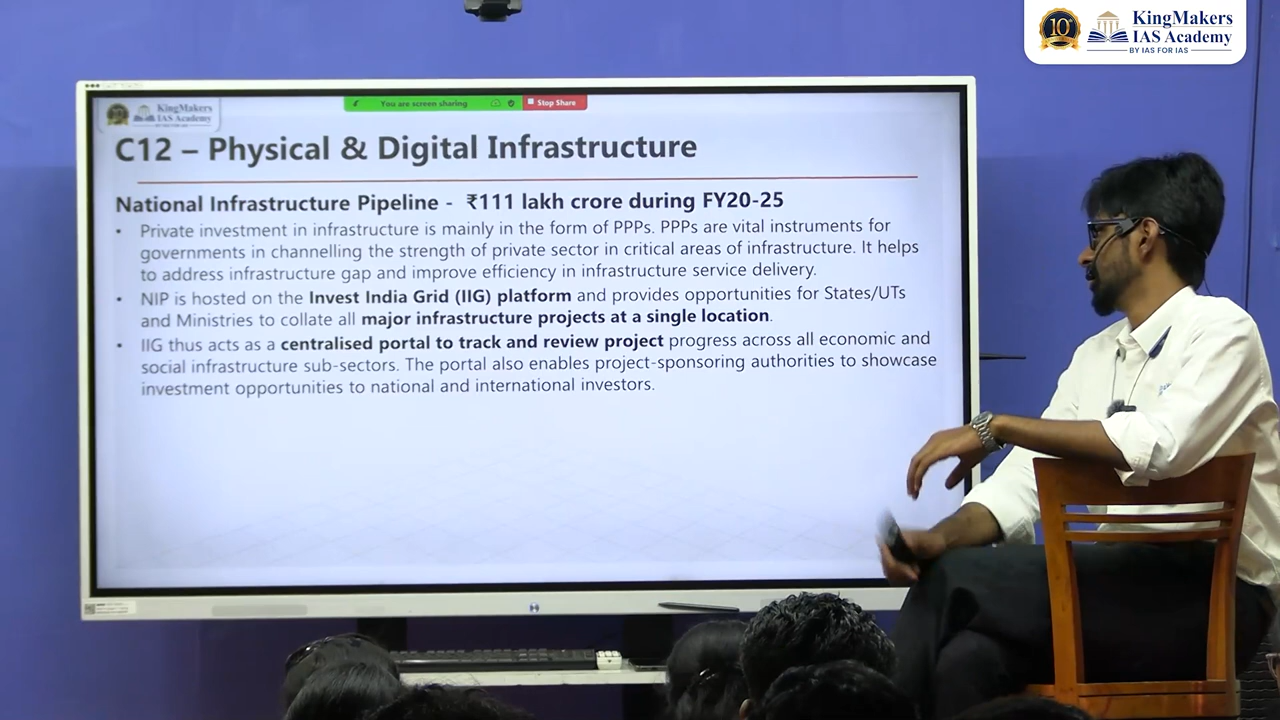 10
KingMakers
IAS Academy
BY IAS FOR IAS
KingMakers
IAS Academy
You are screen sharing
Stop Share
C12 – Physical & Digital Infrastructure
National Infrastructure Pipeline - ₹111 lakh crore during FY20-25
• Private investment in infrastructure is mainly in the form of PPPs. PPPs are vital instruments for
governments in channelling the strength of private sector in critical areas of infrastructure. It helps
to address infrastructure gap and improve efficiency in infrastructure service delivery.
• NIP is hosted on the Invest India Grid (IIG) platform and provides opportunities for States/UTs
and Ministries to collate all major infrastructure projects at a single location.
• IIG thus acts as a centralised portal to track and review project progress across all economic and
social infrastructure sub-sectors. The portal also enables project-sponsoring authorities to showcase
investment opportunities to national and international investors.